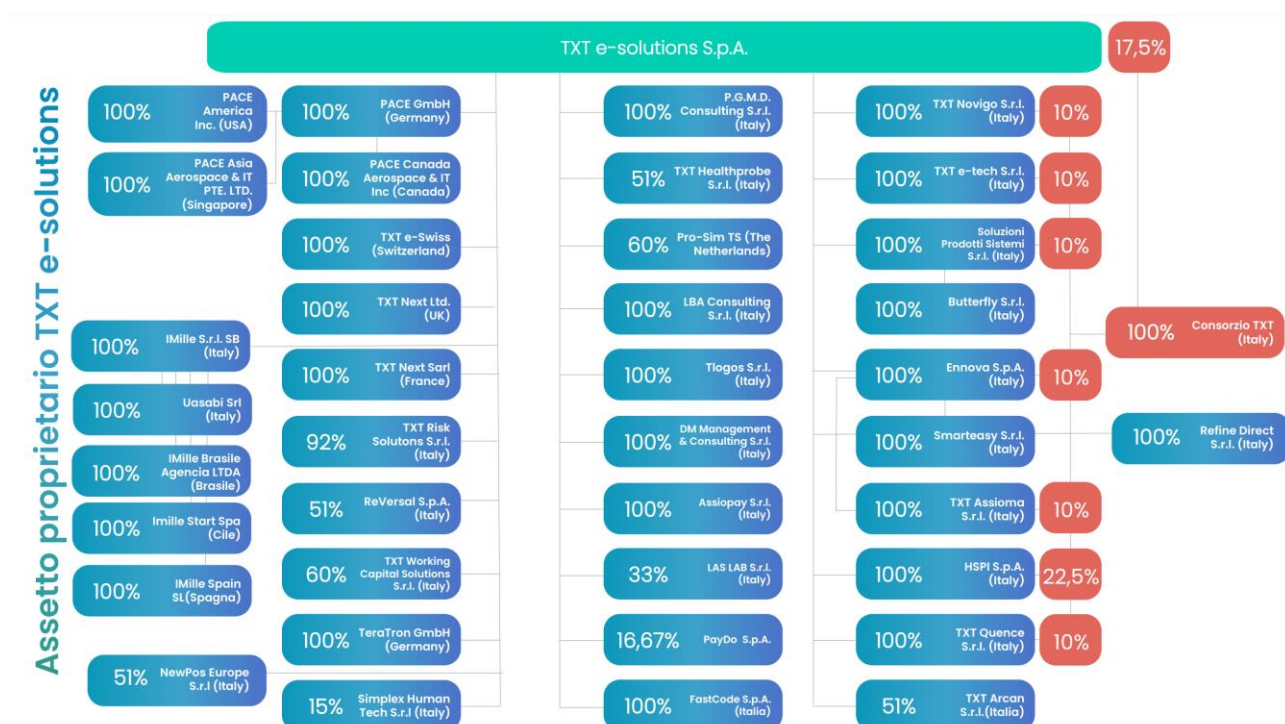 Assetto proprietario TXT e-solutions
TXT e-solutions S.p.A.
17,5%
100%
PACE
America
Inc. (USA)
100%
PACE Asia
Aerospace & IT
PTE. LTD.
(Singapore)
100%
IMille S.r.l. SB
(Italy)
100%
Uasabi Srl
(Italy)
100%
IMille Brasile
Agencia LTDA
(Brasile)
100%
Imille Start Spa
(Cile)
100%
IMille Spain
SL(Spagna)
51%
NewPos Europe
S.r.l (Italy)
100%
PACE GmbH
(Germany)
100%
PACE Canada
Aerospace & IT
Inc (Canada)
100%
TXT e-Swiss
(Switzerland)
100%
TXT Next Ltd.
(UK)
100%
TXT Next Sarl
(France)
92%
TXT Risk
Solutons S.r.l.
(Italy)
51%
ReVersal S.p.A.
(Italy)
60%
TXT Working
Capital Solutions
S.r.l. (Italy)
100%
TeraTron GmbH
(Germany)
15%
Simplex Human
Tech S.r.l (Italy)
100%
P.G.M.D.
Consulting S.r.l.
(Italy)
51%
TXT Healthprobe
S.r.l. (Italy)
60%
Pro-Sim TS (The
Netherlands)
100%
LBA Consulting
S.r.l. (Italy)
100%
Tlogos S.r.l.
(Italy)
100%
DM Management
& Consulting S.r.l.
(Italy)
100%
Assiopay S.r.l.
(Italy)
33%
LAS LAB S.r.l.
(Italy)
16,67%
PayDo S.p.A.
100%
FastCode S.p.A.
(Italia)
100%
TXT Novigo S.r.l.
(Italy)
10%
100%
TXT e-tech S.r.l.
(Italy)
10%
100%
Soluzioni
Prodotti Sistemi
S.r.l. (Italy)
10%
100%
Butterfly S.r.l.
(Italy)
100%
Ennova S.p.A.
(Italy)
10%
100%
Smarteasy S.r.l.
(Italy)
100%
TXT Assioma
S.r.l. (Italy)
10%
100%
HSPI S.p.A.
(Italy)
22,5%
100%
TXT Quence
S.r.l. (Italy)
10%
51%
TXT Arcan
S.r.l.(Italia)
100%
Consorzio TXT
(Italy)
100%
Refine Direct
S.r.l. (Italy)